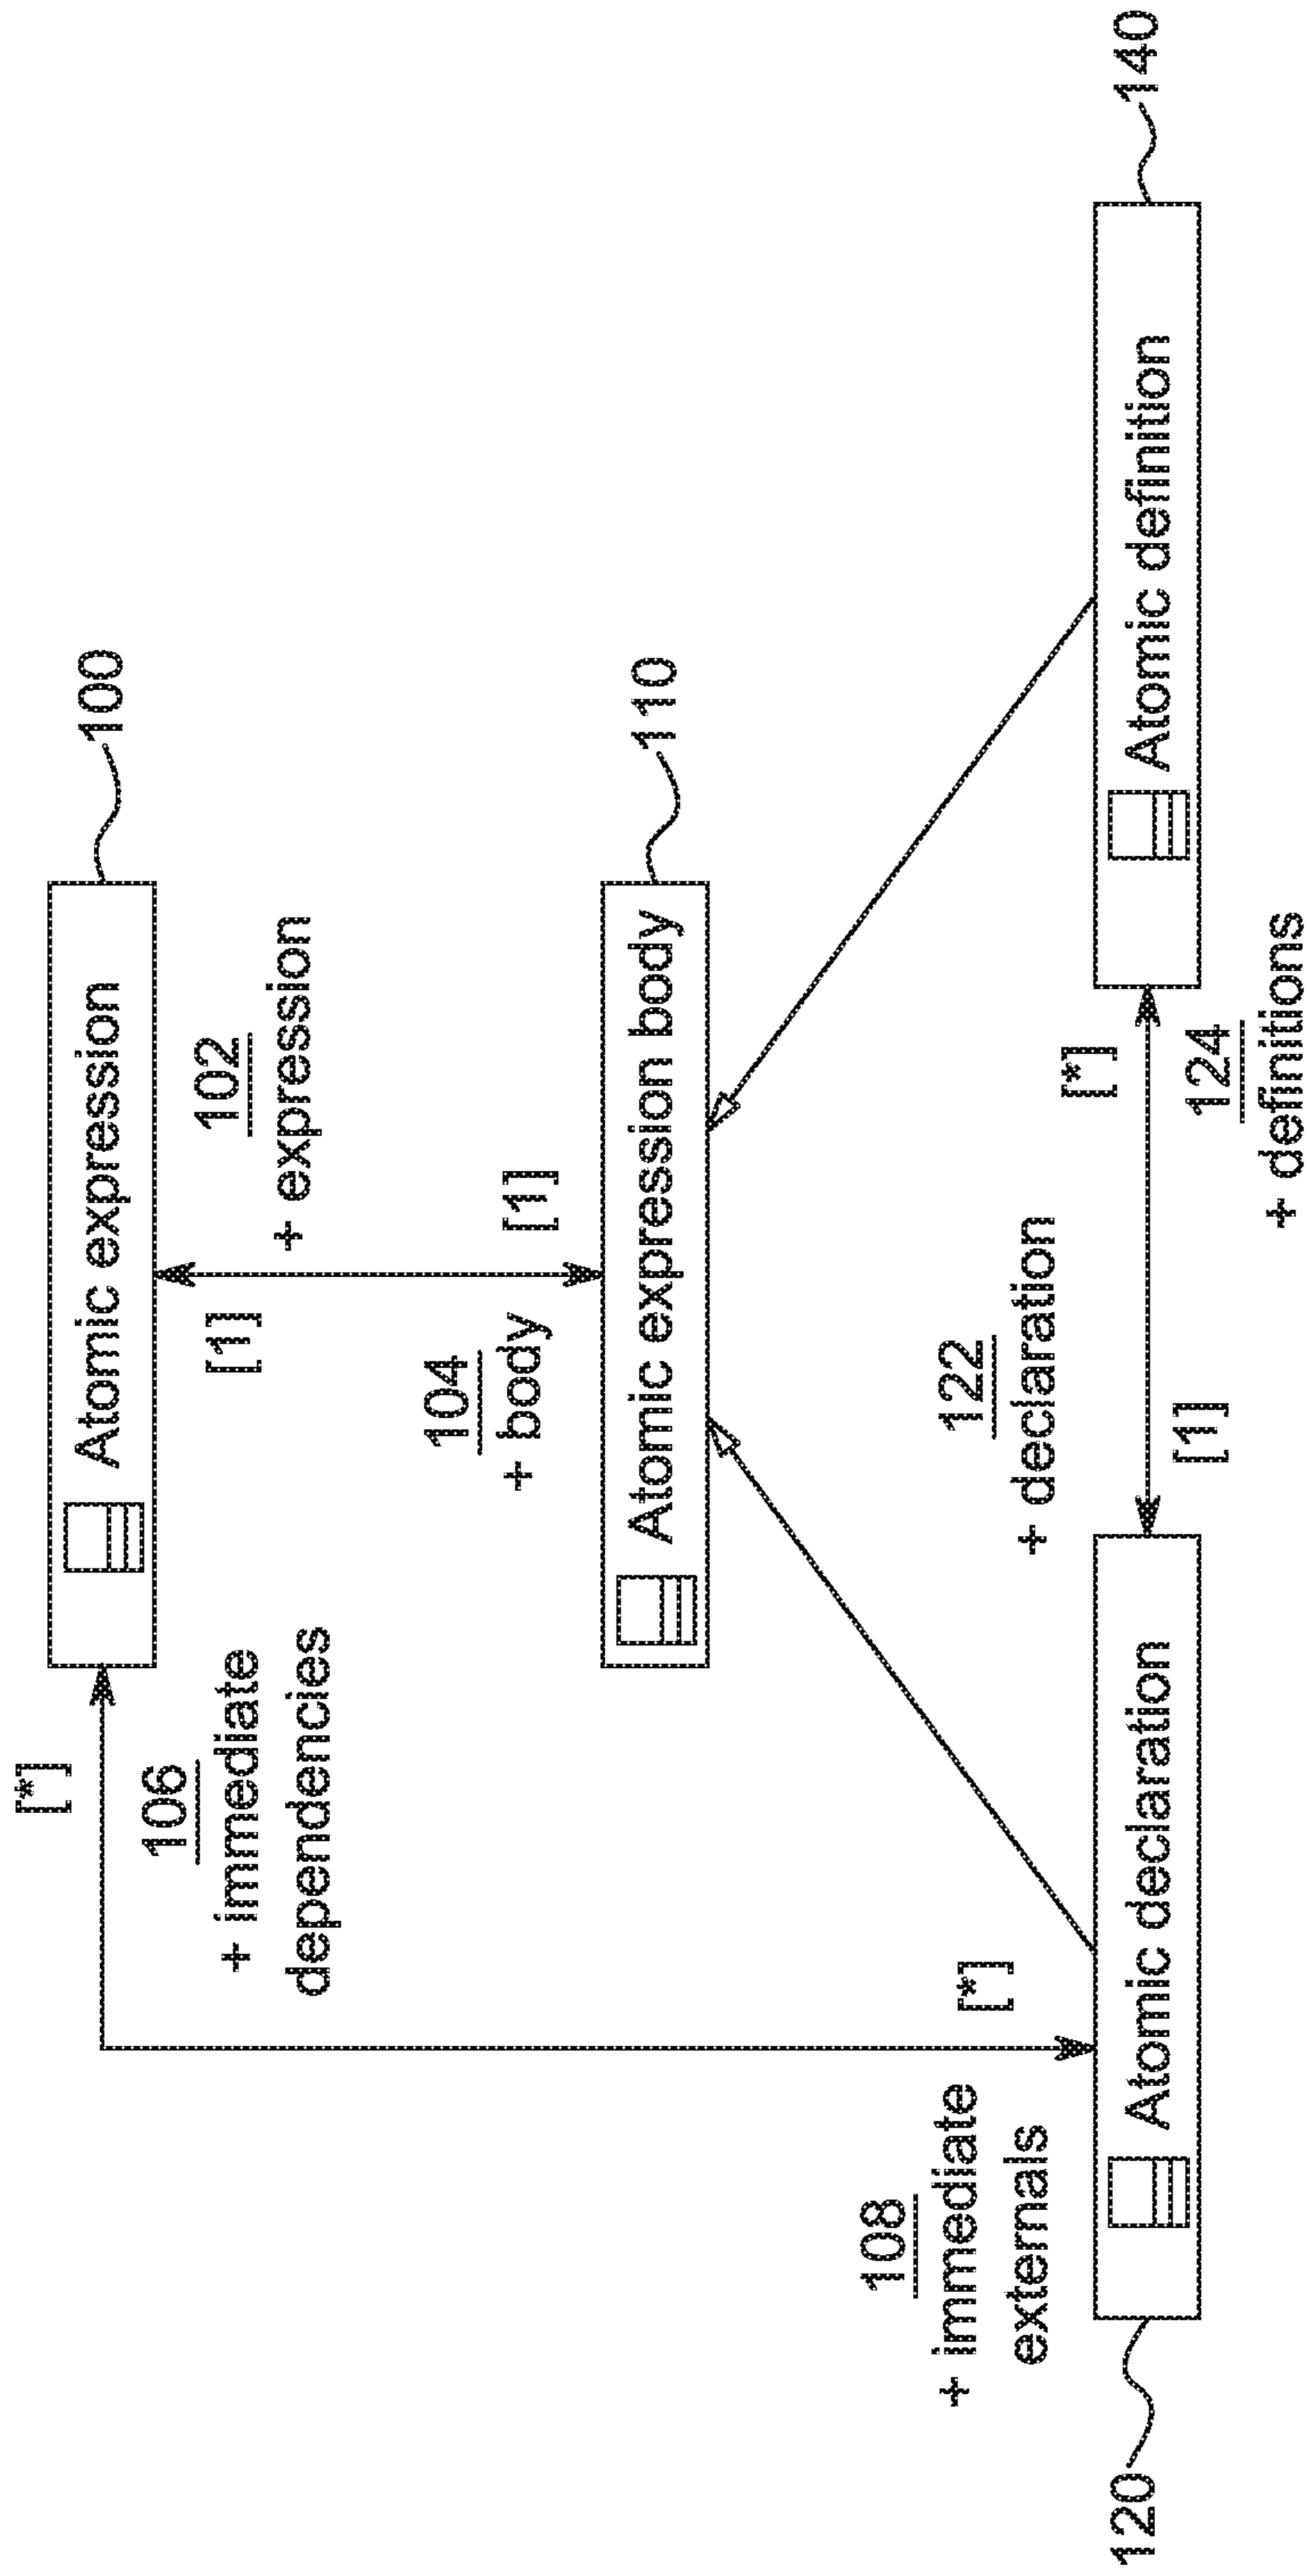 Atomic expression
100
[*]
106
+ immediate
dependencies
[1]
102
+ expression
104
+ body
[1]
Atomic expression body
110
108
+ immediate
externals
[*]
122
+ declaration
[*]
Atomic declaration
120
[1]
124
+ definitions
Atomic definition
140